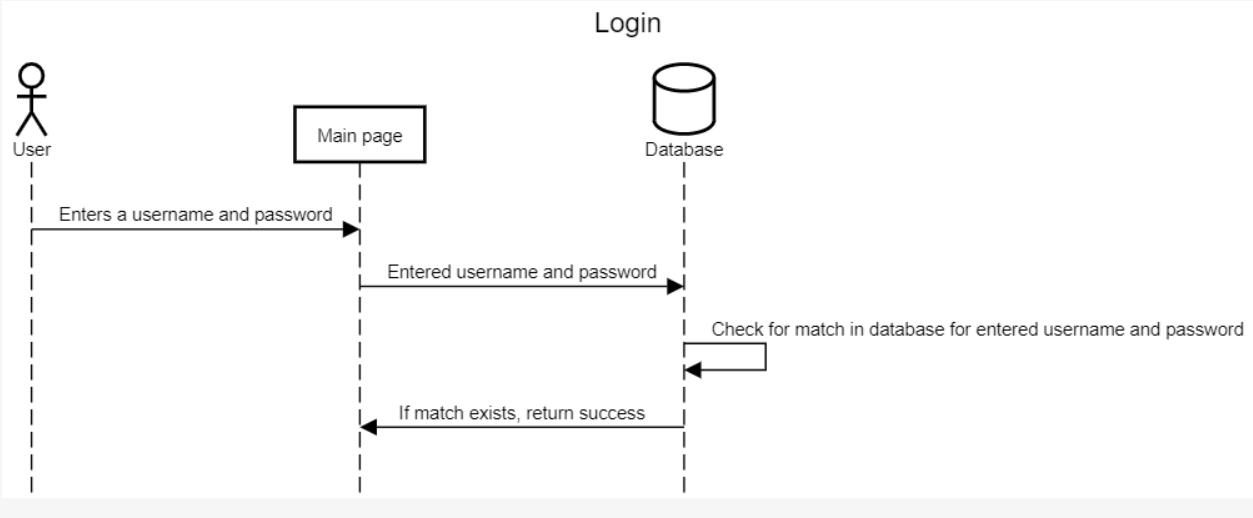 Login
User
Main page
Database
Enters a username and password
Entered username and password
Check for match in database for entered username and password
If match exists, return success